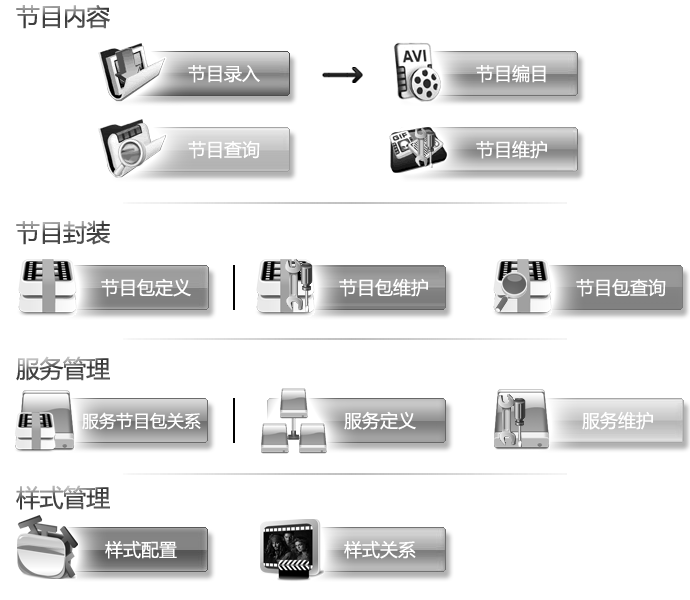 节目内容
节目录入
AVI
节目编目
节目查询
GIF
节目维护
节目封装
节目包定义
节目包维护
节目包查询
服务管理
服务节目包关系
服务定义
服务维护
样式管理
样式配置
样式关系